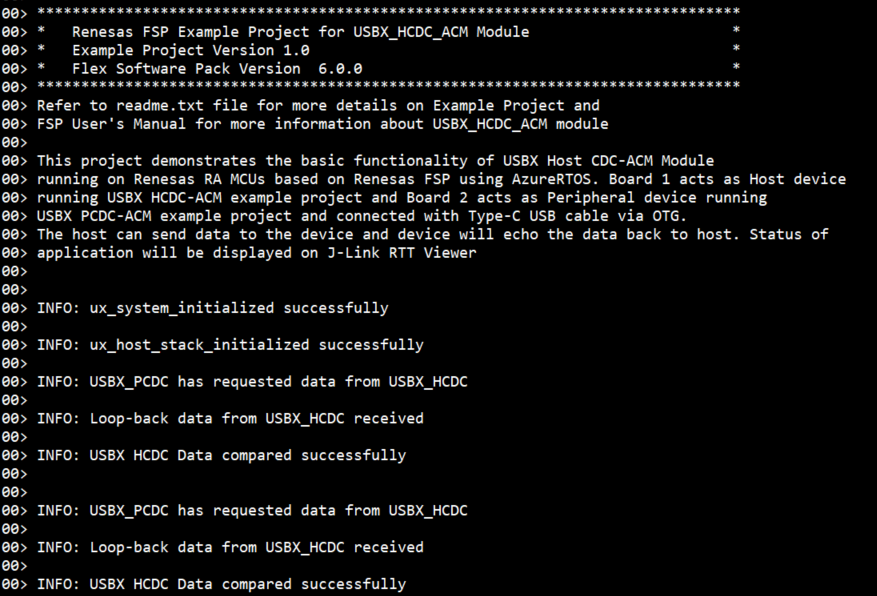 00> ********************************************************************************
00> *   Renesas FSP Example Project for USBX_HCDC_ACM Module                       *
00> *   Example Project Version 1.0                                                *
00> *   Flex Software Pack Version  6.0.0                                          *
00> ********************************************************************************
00> Refer to readme.txt file for more details on Example Project and
00> FSP User's Manual for more information about USBX_HCDC_ACM module
00>
00> This project demonstrates the basic functionality of USBX Host CDC-ACM Module
00> running on Renesas RA MCUs based on Renesas FSP using AzureRTOS. Board 1 acts as Host device
00> running USBX HCDC-ACM example project and Board 2 acts as Peripheral device running
00> USBX PCDC-ACM example project and connected with Type-C USB cable via OTG.
00> The host can send data to the device and device will echo the data back to host. Status of
00> application will be displayed on J-Link RTT Viewer
00>
00>
00> INFO: ux_system_initialized successfully
00>
00> INFO: ux_host_stack_initialized successfully
00>
00> INFO: USBX_PCDC has requested data from USBX_HCDC
00>
00> INFO: Loop-back data from USBX_HCDC received
00>
00> INFO: USBX HCDC Data compared successfully
00>
00>
00> INFO: USBX_PCDC has requested data from USBX_HCDC
00>
00> INFO: Loop-back data from USBX_HCDC received
00>
00> INFO: USBX HCDC Data compared successfully